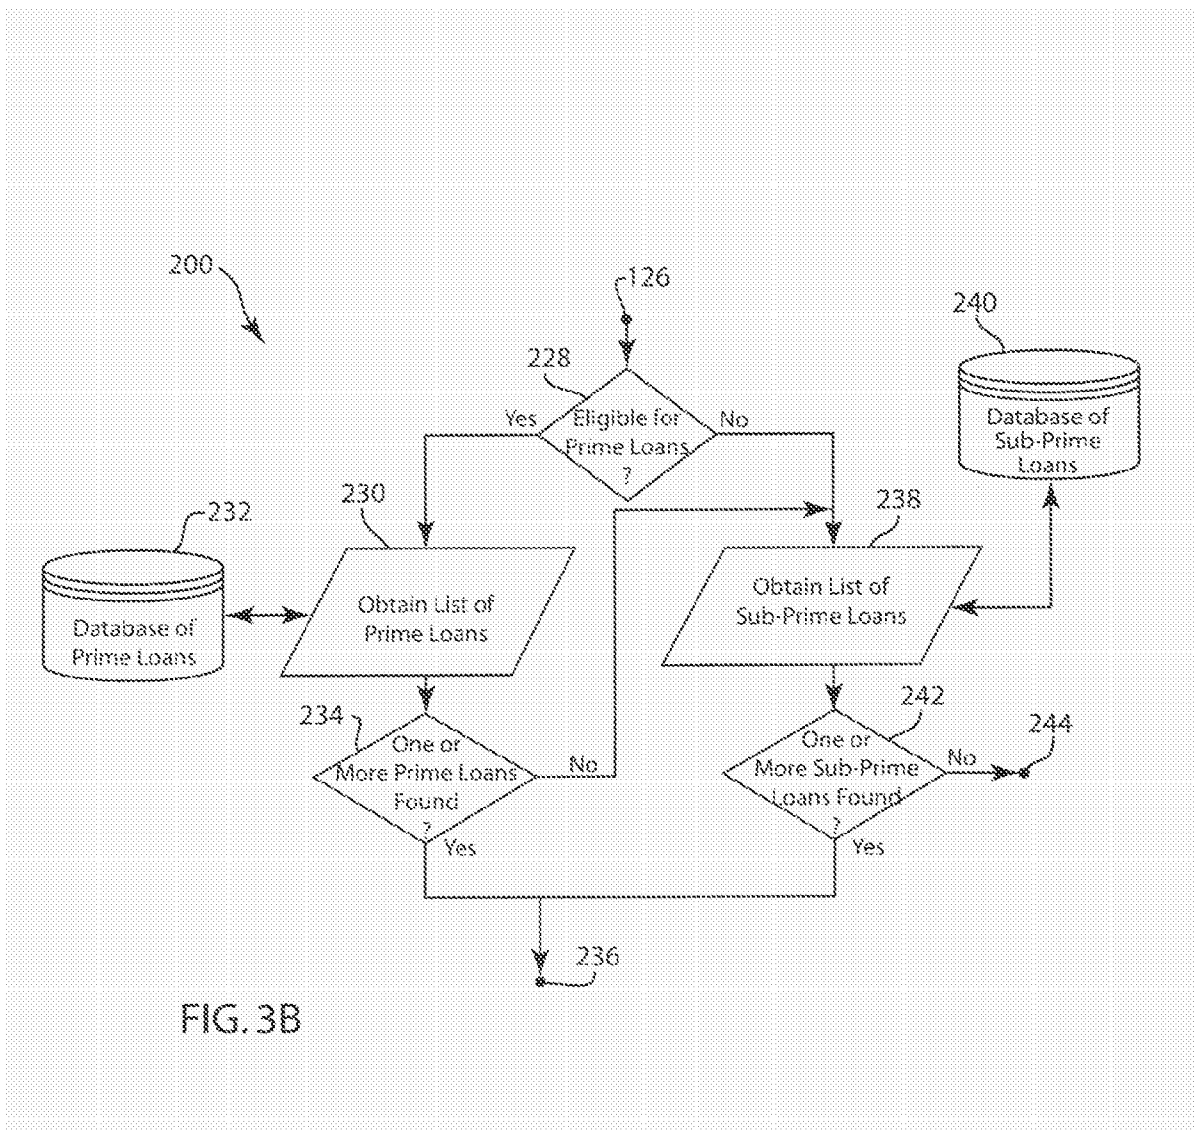 200
126
240
228
Yes
Eligible for
Prime Loans
?
No
Database of
Sub-Prime
Loans
230
238
232
Obtain List of
Prime Loans
Obtain List of
Sub-Prime Loans
Database of
Prime Loans
234
One or
More Prime Loans
Found
?
No
Yes
242
244
One or
More Sub-Prime
Loans Found
?
No
Yes
236
FIG. 3B